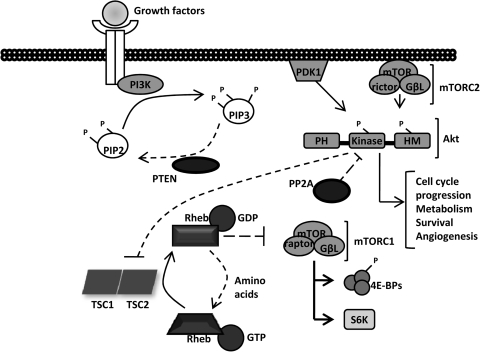 Growth factors
PI3K
PDK1
mTOR
rictor
GβL
mTORC2
P
P
PIP2
P
P
P
PIP3
PTEN
P
P
PH
Kinase
HM
Akt
PP2A
Cell cycle
progression
Metabolism
Survival
Angiogenesis
Rheb
GDP
mTOR
raptor
GβL
mTORC1
TSC1
TSC2
Amino
acids
P
4E-BPs
Rheb
GTP
S6K